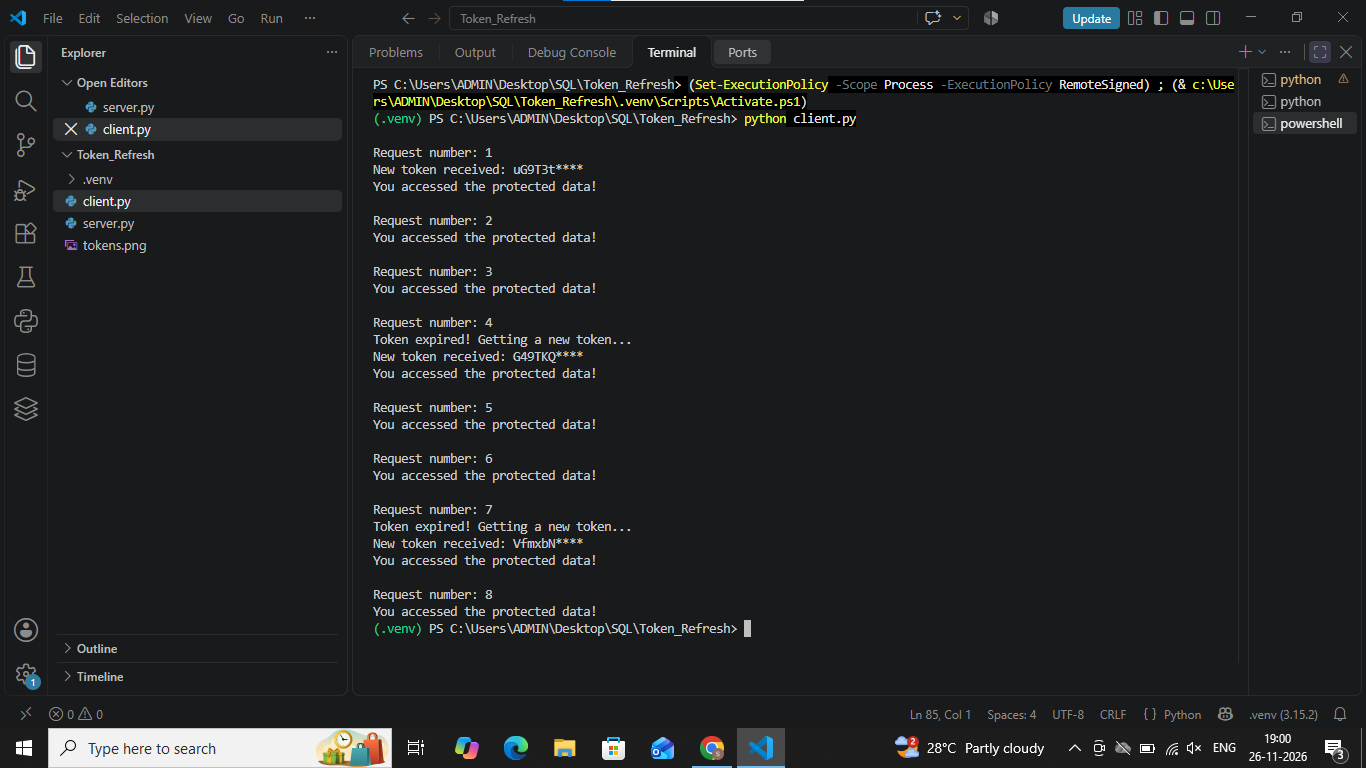 File Edit Selection View Go Run ··· Token_Refresh Update
Explorer ···
Open Editors
server.py
client.py
Token_Refresh
.venv
client.py
server.py
tokens.png
Outline
Timeline
Problems Output Debug Console Terminal Ports
PS C:\Users\ADMIN\Desktop\SQL\Token_Refresh> (Set-ExecutionPolicy -Scope Process -ExecutionPolicy RemoteSigned) ; (& c:\Use
rs\ADMIN\Desktop\SQL\Token_Refresh\.venv\Scripts\Activate.ps1)
(.venv) PS C:\Users\ADMIN\Desktop\SQL\Token_Refresh> python client.py
Request number: 1
New token received: uG9T3t****
You accessed the protected data!
Request number: 2
You accessed the protected data!
Request number: 3
You accessed the protected data!
Request number: 4
Token expired! Getting a new token...
New token received: G49TKQ****
You accessed the protected data!
Request number: 5
You accessed the protected data!
Request number: 6
You accessed the protected data!
Request number: 7
Token expired! Getting a new token...
New token received: VfmxbN****
You accessed the protected data!
Request number: 8
You accessed the protected data!
(.venv) PS C:\Users\ADMIN\Desktop\SQL\Token_Refresh>
python
python
powershell
1
0 0 Ln 85, Col 1 Spaces: 4 UTF-8 CRLF { } Python .venv (3.15.2)
Type here to search 2 28°C Partly cloudy ENG 19:00
26-11-2026 3